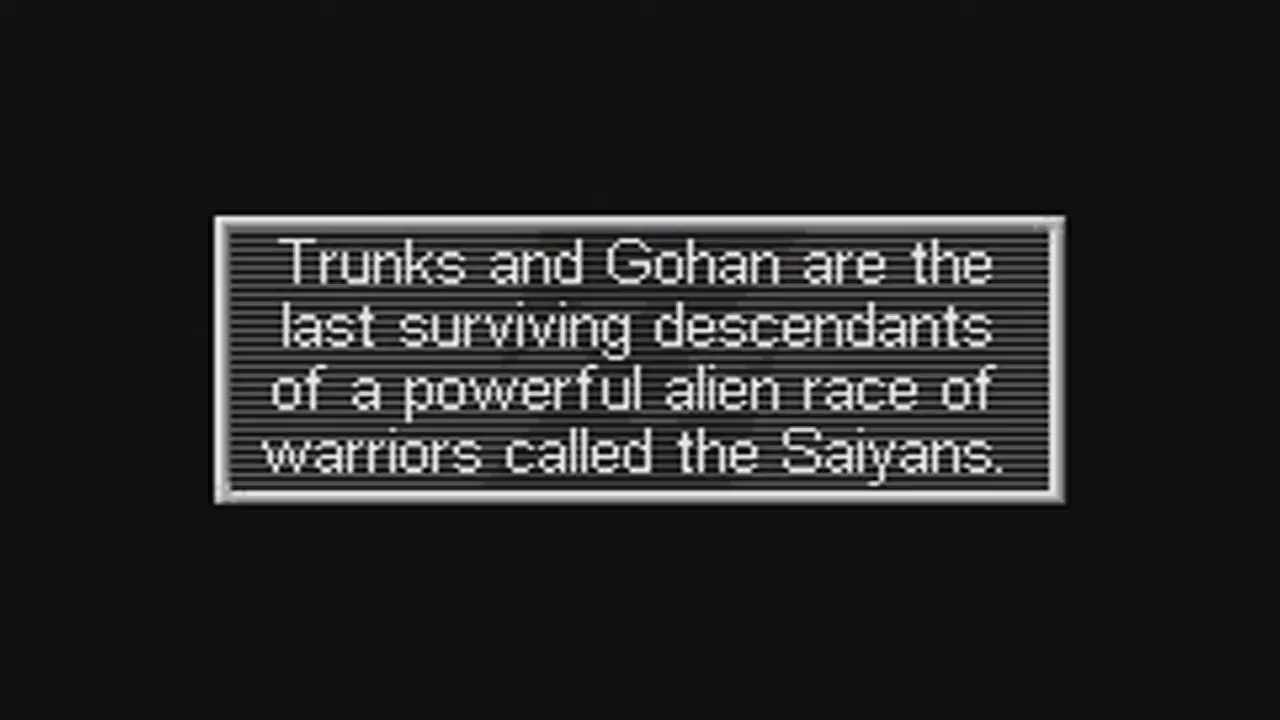 Trunks and Gohan are the
last surviving descendants
of a powerful alien race of
warriors called the Saiyans.